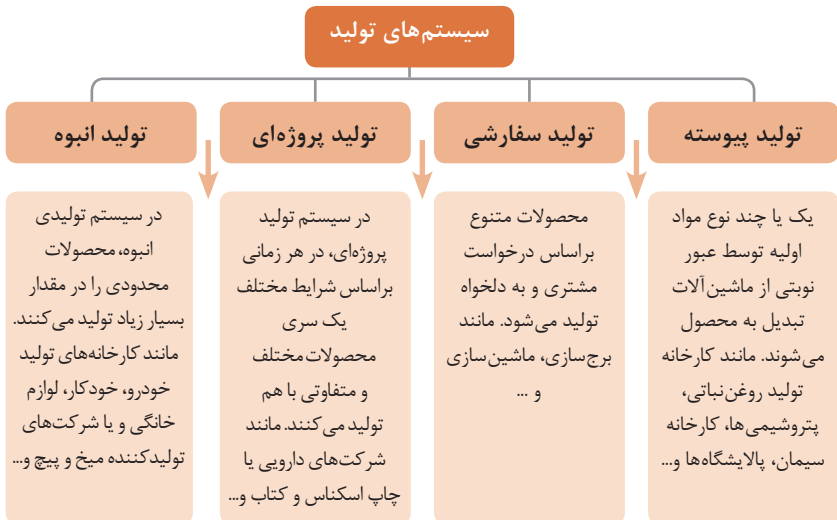 سیستم‌های تولید
تولید پیوسته
یک یا چند نوع مواد
اولیه توسط عبور
نوبتی از ماشین‌آلات
تبدیل به محصول
می‌شوند. مانند کارخانه
تولید روغن‌نباتی،
پتروشیمی‌ها، کارخانه
سیمان، پالایشگاه‌ها و...
تولید سفارشی
محصولات متنوع
براساس درخواست
مشتری و به دلخواه
تولید می‌شود. مانند
برج‌سازی، ماشین‌سازی
و ...
تولید پروژه‌ای
در سیستم تولید
پروژه‌ای، در هر زمانی
براساس شرایط مختلف
یک سری
محصولات مختلف
و متفاوتی با هم
تولید می‌کنند. مانند
شرکت‌های دارویی یا
چاپ اسکناس و کتاب و...
تولید انبوه
در سیستم تولیدی
انبوه، محصولات
محدودی را در مقدار
بسیار زیاد تولید می‌کنند.
مانند کارخانه‌های تولید
خودرو، خودکار، لوازم
خانگی و یا شرکت‌های
تولیدکننده میخ و پیچ و...